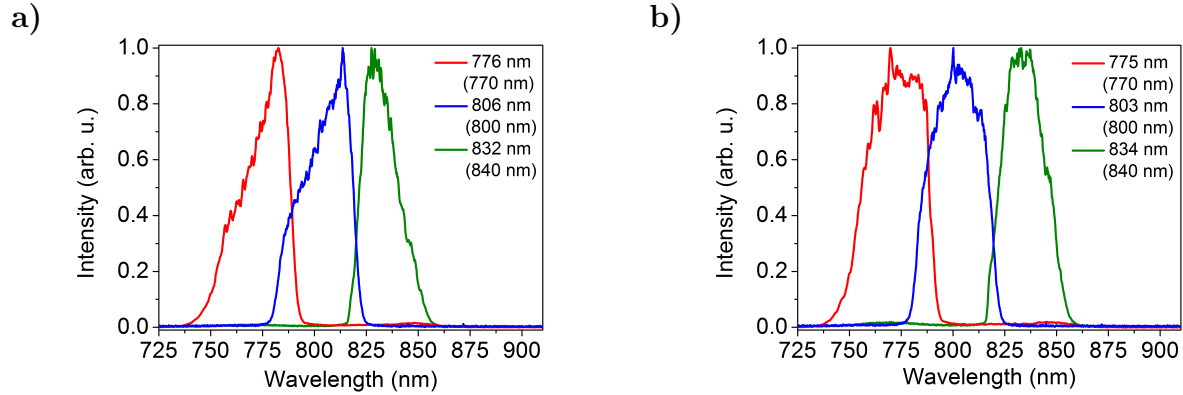 a)
1.0
0.8
0.6
0.4
0.2
0.0
Intensity (arb. u.)
776 nm
(770 nm)
806 nm
(800 nm)
832 nm
(840 nm)
725 750 775 800 825 850 875 900
Wavelength (nm)
b)
1.0
0.8
0.6
0.4
0.2
0.0
Intensity (arb. u.)
775 nm
(770 nm)
803 nm
(800 nm)
834 nm
(840 nm)
725 750 775 800 825 850 875 900
Wavelength (nm)